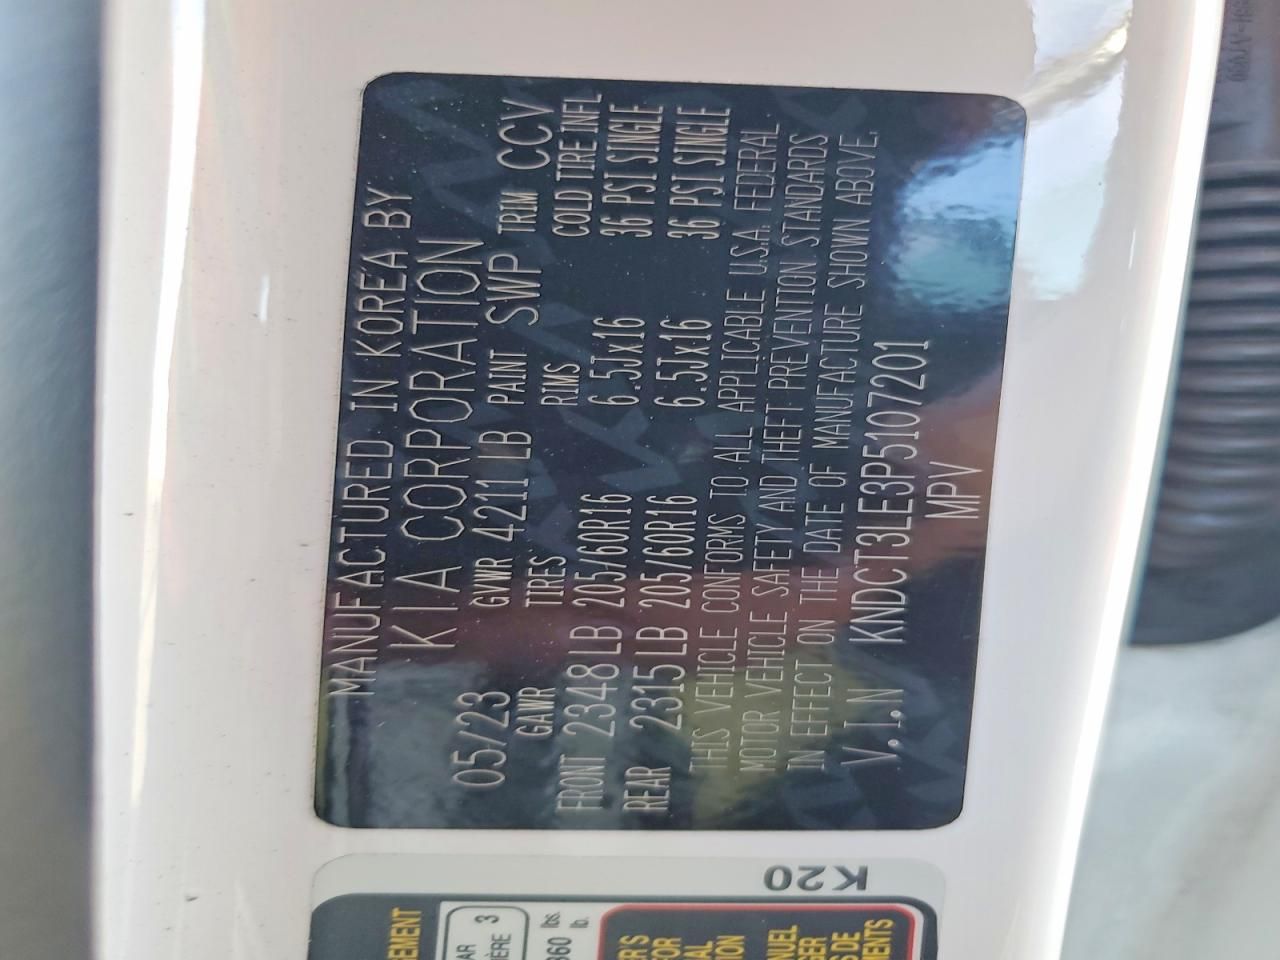 MANUFACTURED IN KOREA BY
KIA CORPORATION
05/23 GVWR 4211 LB PAINT SWP TRIM CCV
GAWR TIRES RIMS COLD TIRE INFL
FRONT 2348 LB 205/60R16 6.5Jx16 36 PSI SINGLE
REAR 2315 LB 205/60R16 6.5Jx16 36 PSI SINGLE
THIS VEHICLE CONFORMS TO ALL APPLICABLE U.S.A. FEDERAL
MOTOR VEHICLE SAFETY AND THEFT PREVENTION STANDARDS
IN EFFECT ON THE DATE OF MANUFACTURE SHOWN ABOVE.
V.I.N KNDCT3LE3P5107201
MPV
K20